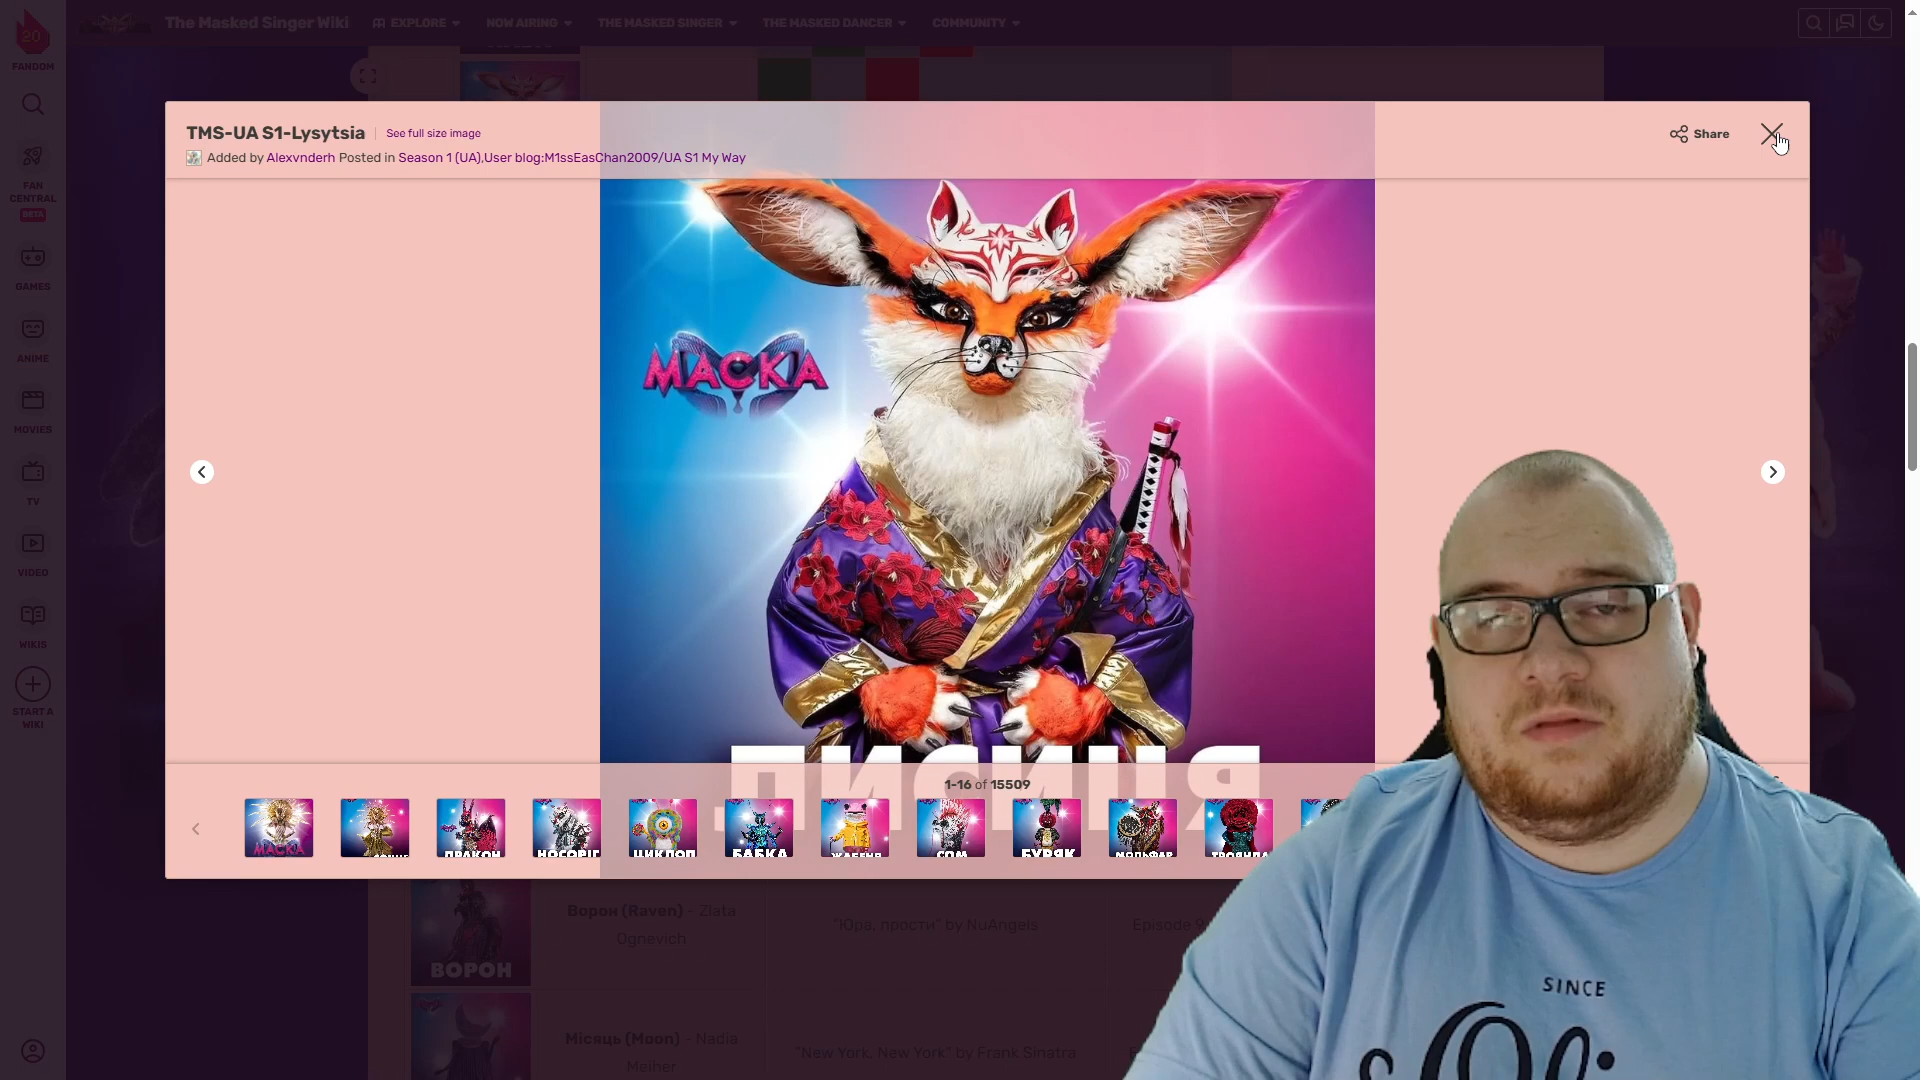 20
The Masked Singer Wiki
EXPLORE
NOW AIRING
THE MASKED SINGER
THE MASKED DANCER
COMMUNITY
FANDOM
FAN
CENTRAL
BETA
GAMES
ANIME
MOVIES
TV
VIDEO
WIKIS
START A
WIKI
TMS-UA S1-Lysytsia
See full size image
Share
Added by Alexvnderh Posted in Season 1 (UA),User blog:M1ssEasChan2009/UA S1 My Way
МАСКА
ЛИСИЦЯ
1-16 of 15509
МАСКА
ДРАКОН
НОСОРІГ
ЦИКЛОП
БАБКА
ЖАБЕНЯ
СОМ
БУРЯК
МОЛЬФАР
ТРОЯНДА
Ворон (Raven) - Zlata
Ognevich
"Юра, прости" by NuAngels
Episode 9
ВОРОН
Місяць (Moon) - Nadia
Meiher
"New York, New York" by Frank Sinatra
SINCE